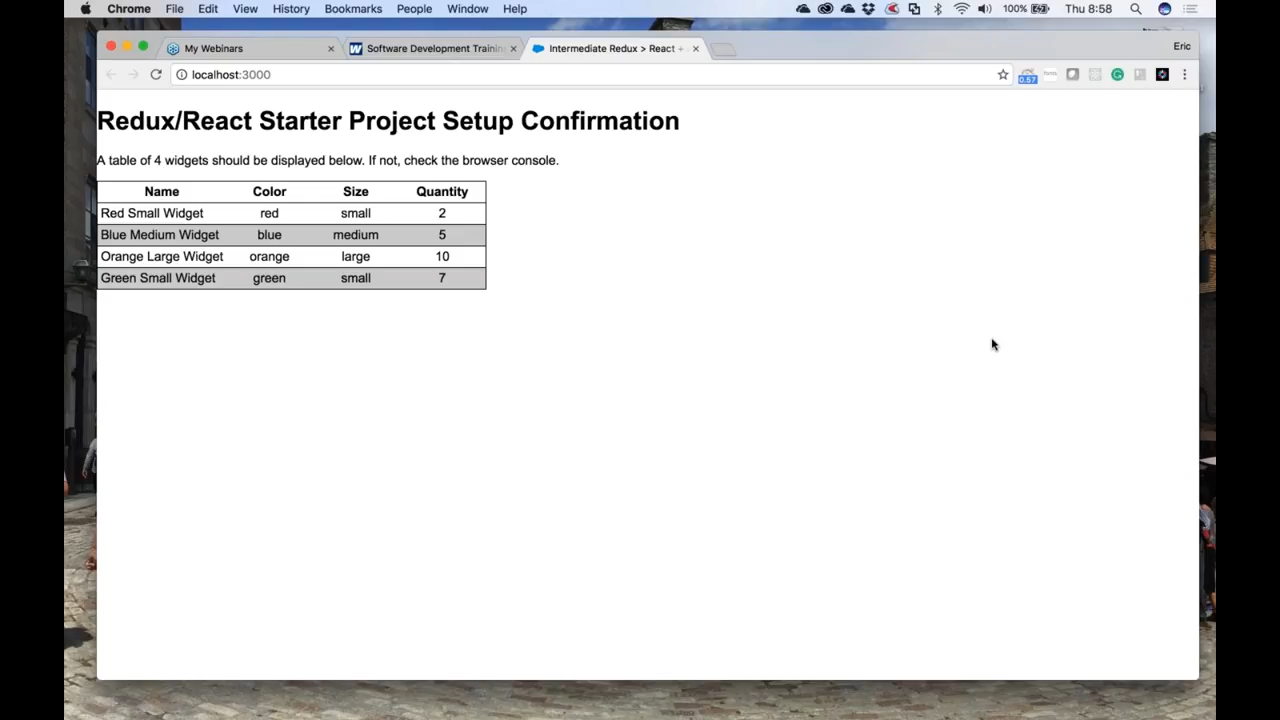 Chrome File Edit View History Bookmarks People Window Help 100% Thu 8:58
My Webinars Software Development Trainin Intermediate Redux > React + Eric
localhost:3000 0.57
Redux/React Starter Project Setup Confirmation
A table of 4 widgets should be displayed below. If not, check the browser console.
Name Color Size Quantity
Red Small Widget red small 2
Blue Medium Widget blue medium 5
Orange Large Widget orange large 10
Green Small Widget green small 7